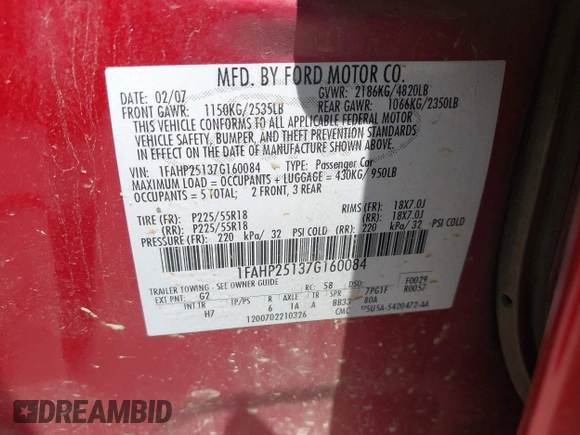 MFD. BY FORD MOTOR CO.
DATE: 02/07 GVWR: 2186KG/4820LB
FRONT GAWR: 1150KG/2535LB REAR GAWR: 1066KG/2350LB
THIS VEHICLE CONFORMS TO ALL APPLICABLE FEDERAL MOTOR
VEHICLE SAFETY, BUMPER, AND THEFT PREVENTION STANDARDS
IN EFFECT ON THE DATE OF MANUFACTURE SHOWN ABOVE.
VIN: 1FAHP25137G160084 TYPE: Passenger Car
MAXIMUM LOAD = OCCUPANTS + LUGGAGE = 430KG/950LB
OCCUPANTS = 5 TOTAL; 2 FRONT, 3 REAR
TIRE (FR): P225/55R18 RIMS (FR): 18X7.0J
(RR): P225/55R18 (RR): 18X7.0J
PRESSURE (FR): 220 kPa/ 32 PSI COLD (RR): 220 kPa/ 32 PSI COLD
1FAHP25137G160084
TRAILER TOWING - SEE OWNER GUIDE RC: 58 DSO: F0029
EXT PNT: G2 7PG1F R0057
INT TR TP/PS R AXLE TR SPR 80A
H7 6 1A A BB33
1200702210326 CMC 5U5A-5420472-AA
DREAMBID